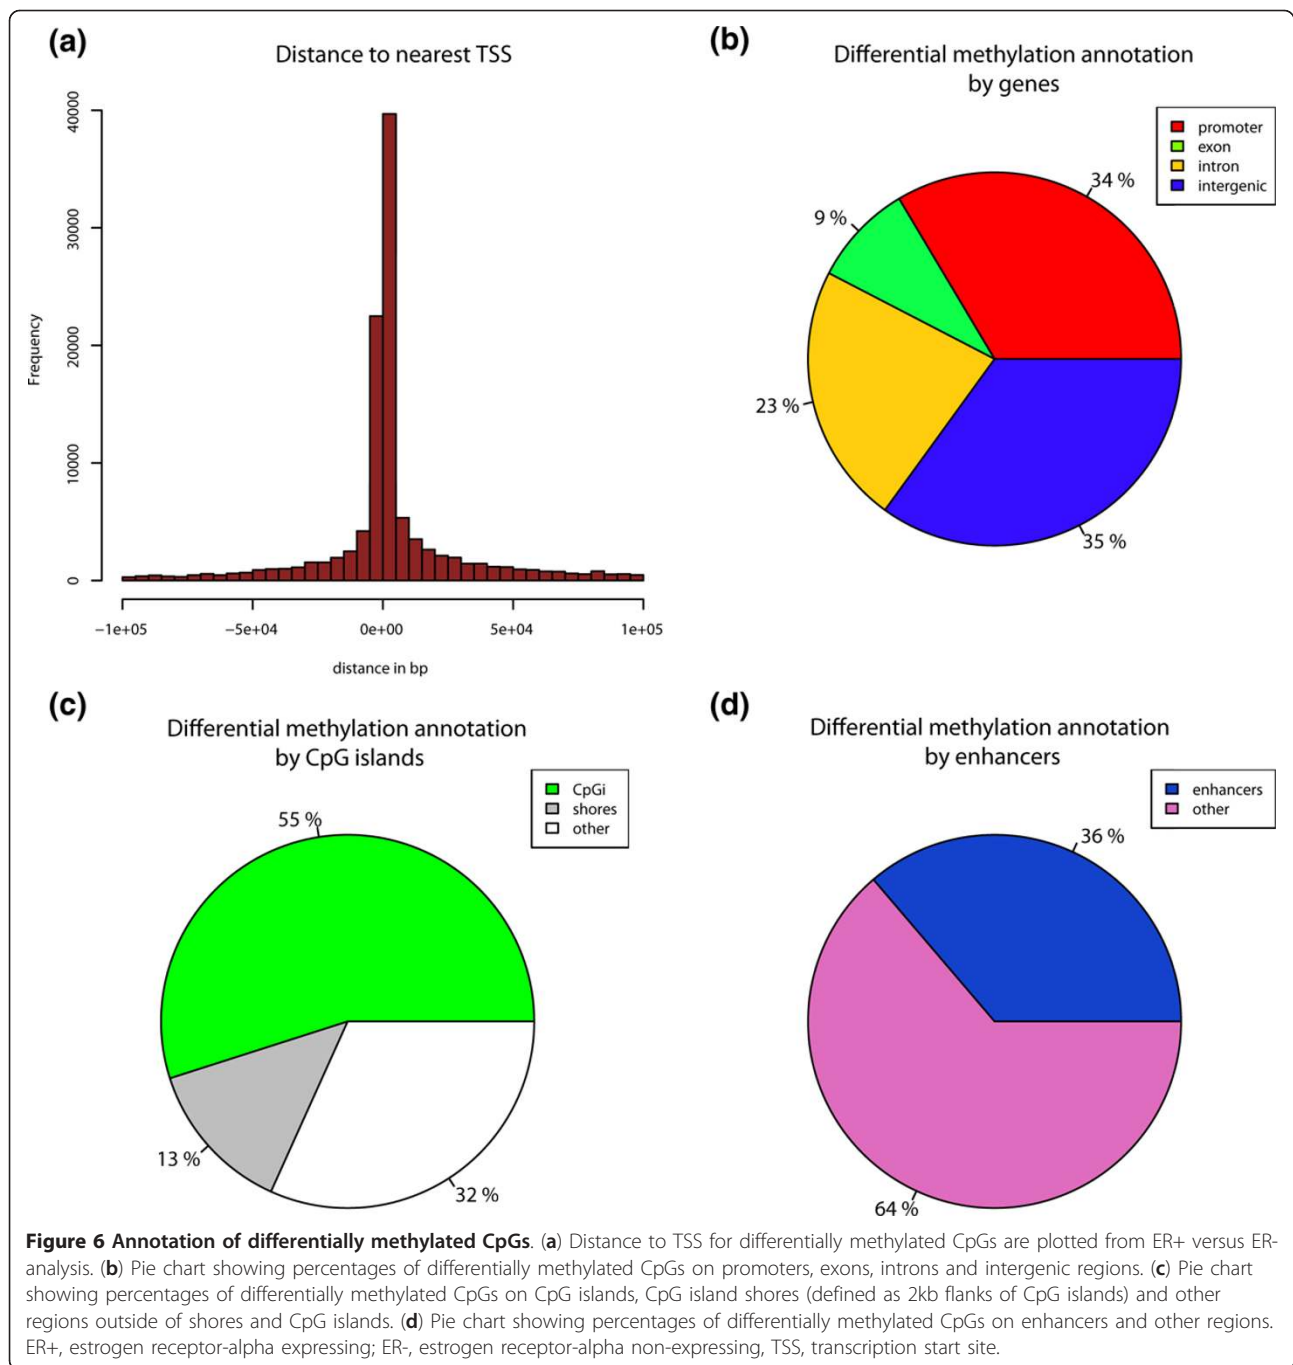 (a)
Distance to nearest TSS
Frequency
40000
30000
20000
10000
0
−1e+05
−5e+04
0e+00
5e+04
1e+05
distance in bp
(b)
Differential methylation annotation
by genes
promoter
exon
intron
intergenic
34 %
9 %
23 %
35 %
(c)
Differential methylation annotation
by CpG islands
CpGi
shores
other
55 %
13 %
32 %
(d)
Differential methylation annotation
by enhancers
enhancers
other
36 %
64 %
Figure 6 Annotation of differentially methylated CpGs. (a) Distance to TSS for differentially methylated CpGs are plotted from ER+ versus ER-
analysis. (b) Pie chart showing percentages of differentially methylated CpGs on promoters, exons, introns and intergenic regions. (c) Pie chart
showing percentages of differentially methylated CpGs on CpG islands, CpG island shores (defined as 2kb flanks of CpG islands) and other
regions outside of shores and CpG islands. (d) Pie chart showing percentages of differentially methylated CpGs on enhancers and other regions.
ER+, estrogen receptor-alpha expressing; ER-, estrogen receptor-alpha non-expressing, TSS, transcription start site.